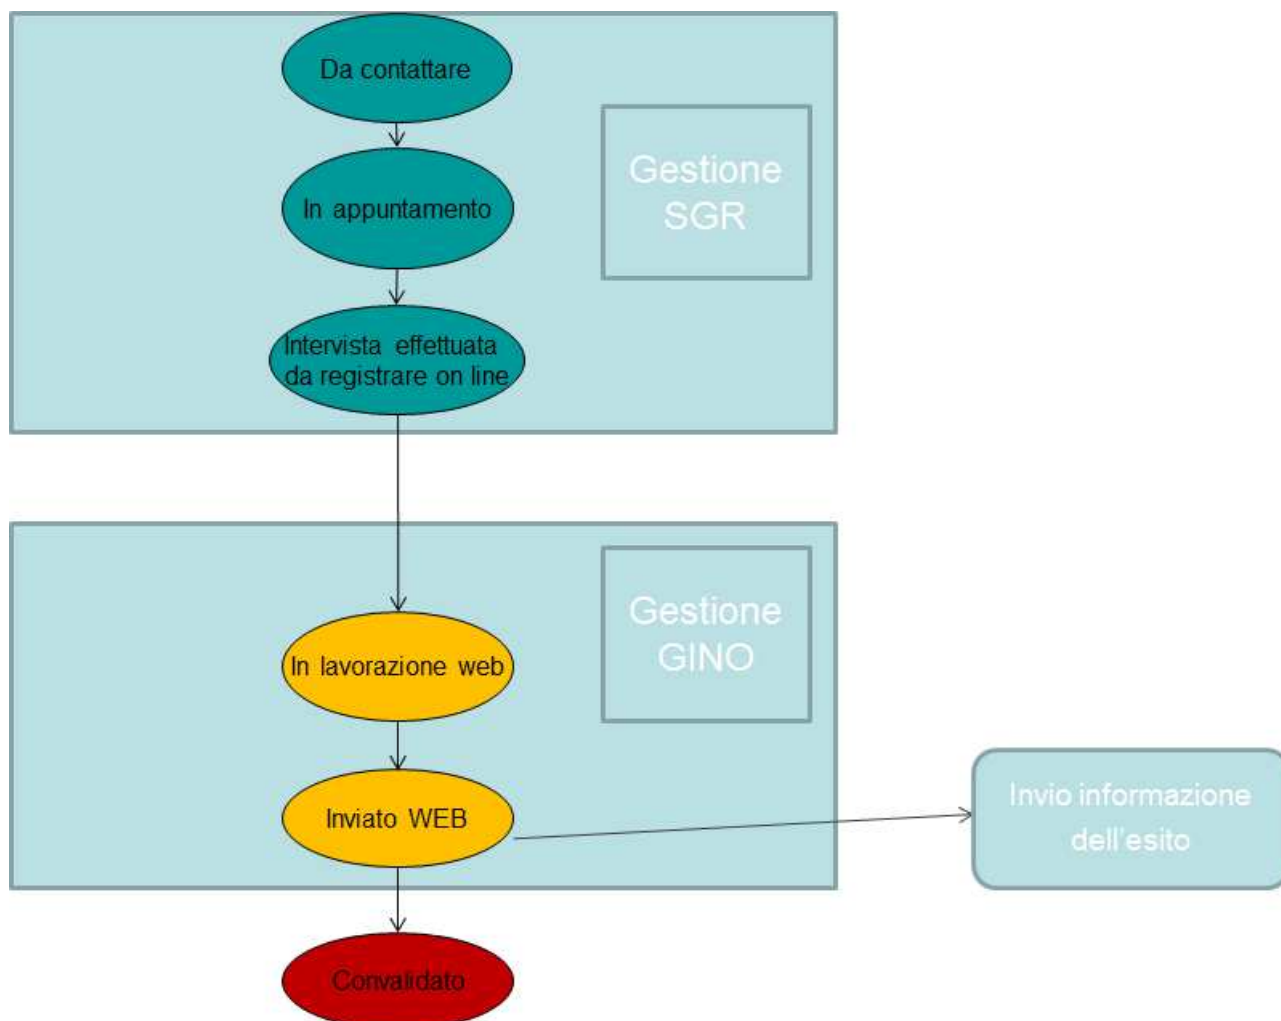 Da contattare
In appuntamento
Gestione
SGR
Intervista effettuata
da registrare on line
Gestione
GINO
In lavorazione web
Inviato WEB
Invio informazione
dell'esito
Convalidato